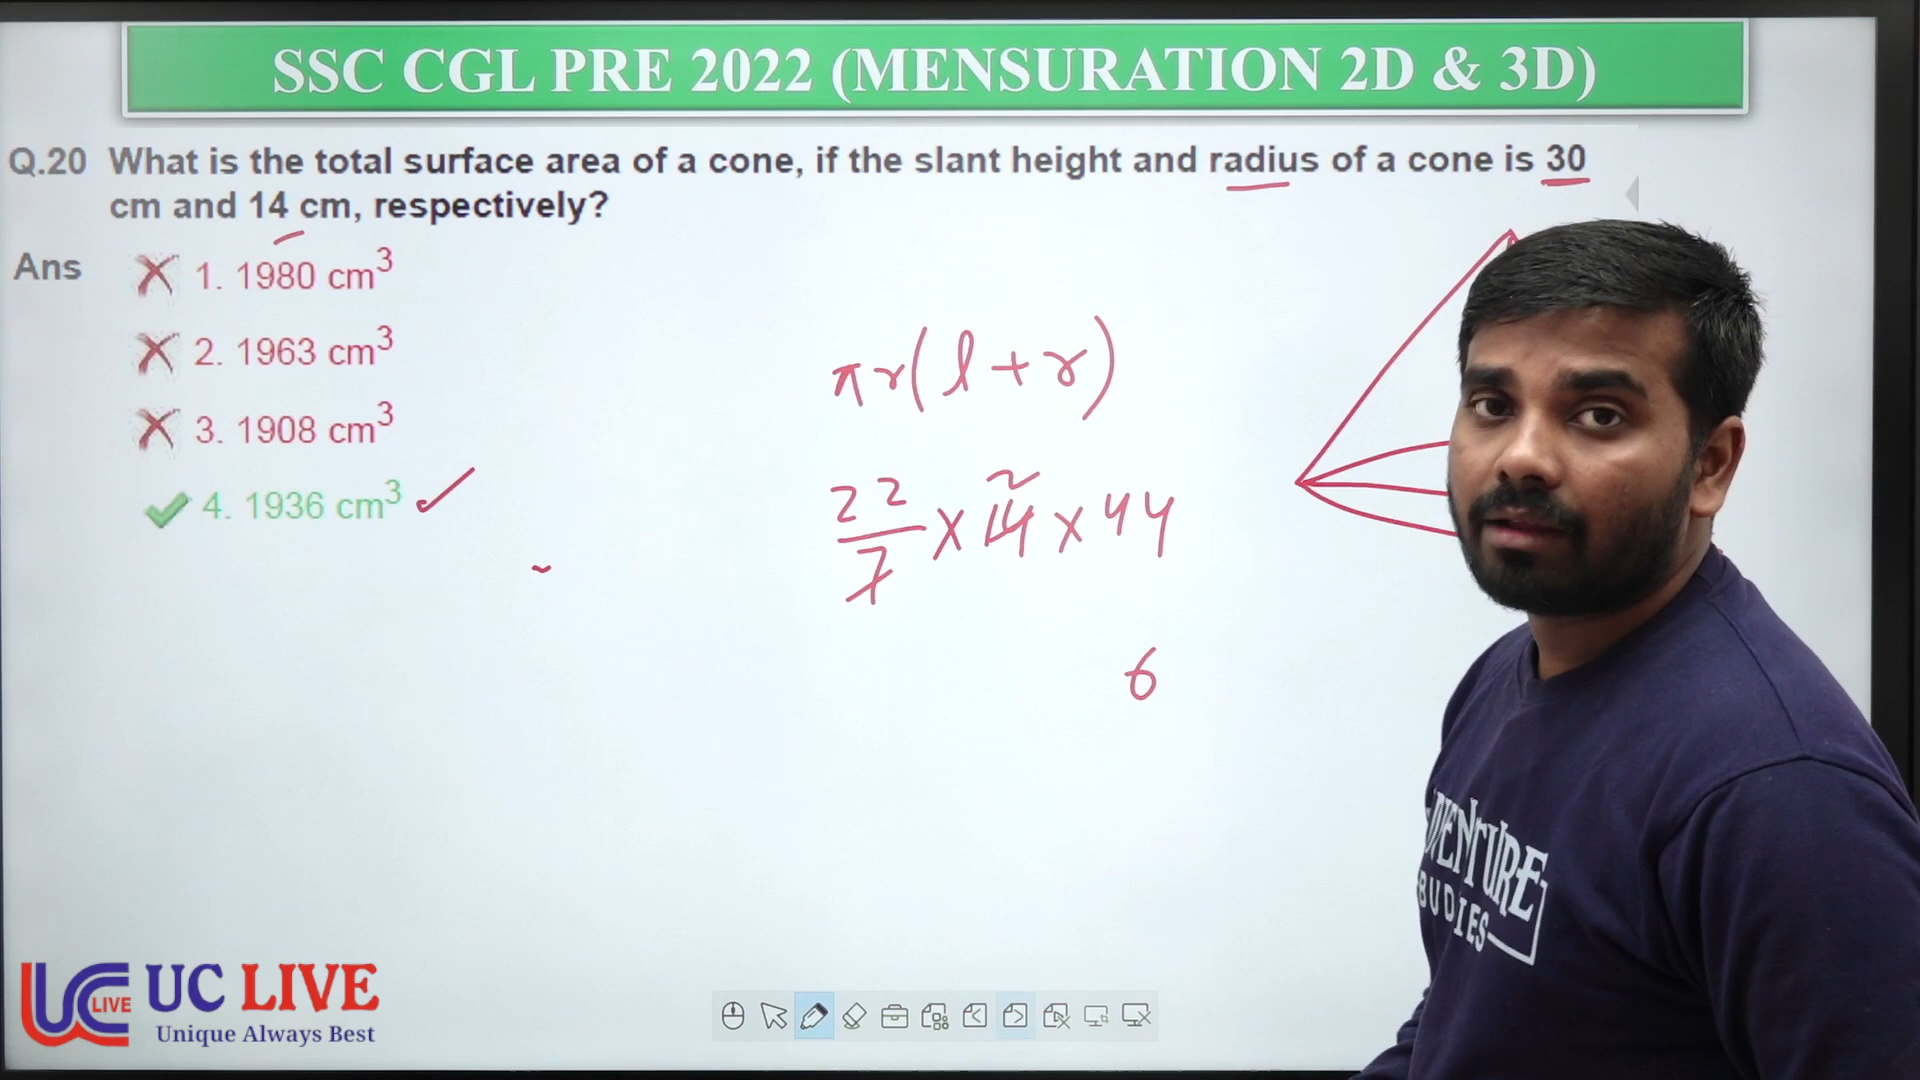 SSC CGL PRE 2022 (MENSURATION 2D & 3D)
Q.20 What is the total surface area of a cone, if the slant height and radius of a cone is 30
cm and 14 cm, respectively?
Ans
1. 1980 cm³
2. 1963 cm³
3. 1908 cm³
4. 1936 cm³
πr(l+r)
22/7 × 14 × 44
2
6
ADVENTURE
BUDDIES
LIVE
UC LIVE
Unique Always Best